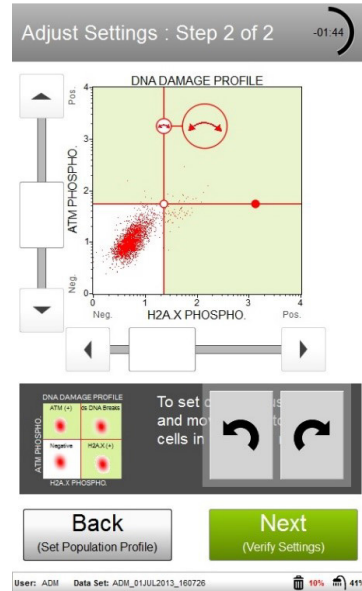 Adjust Settings : Step 2 of 2
-01:44
DNA DAMAGE PROFILE
Pos.
4
3
2
1
0
Neg.
ATM PHOSPHO.
0 1 2 3 4
Neg. H2A.X PHOSPHO. Pos.
DNA DAMAGE PROFILE
ATM (+) ds DNA Breaks
Negative H2A.X (+)
ATM PHOSPHO.
H2A.X PHOSPHO.
To set
and mov
cells in
Back
(Set Population Profile)
Next
(Verify Settings)
User: ADM Data Set: ADM_01JUL2013_160726 10% 41%